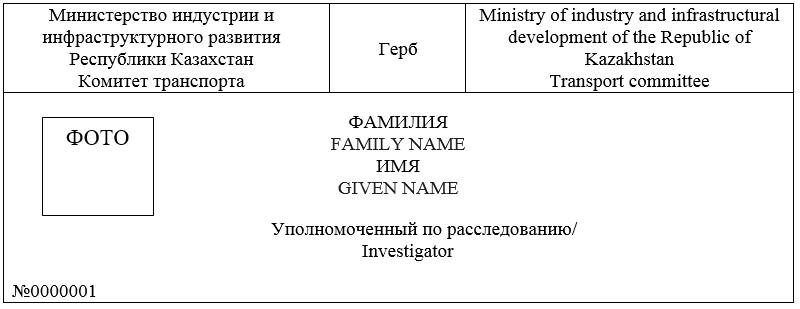 Министерство индустрии и
инфраструктурного развития
Республики Казахстан
Комитет транспорта
Герб
Ministry of industry and infrastructural
development of the Republic of
Kazakhstan
Transport committee
ФОТО
ФАМИЛИЯ
FAMILY NAME
ИМЯ
GIVEN NAME
Уполномоченный по расследованию/
Investigator
№0000001